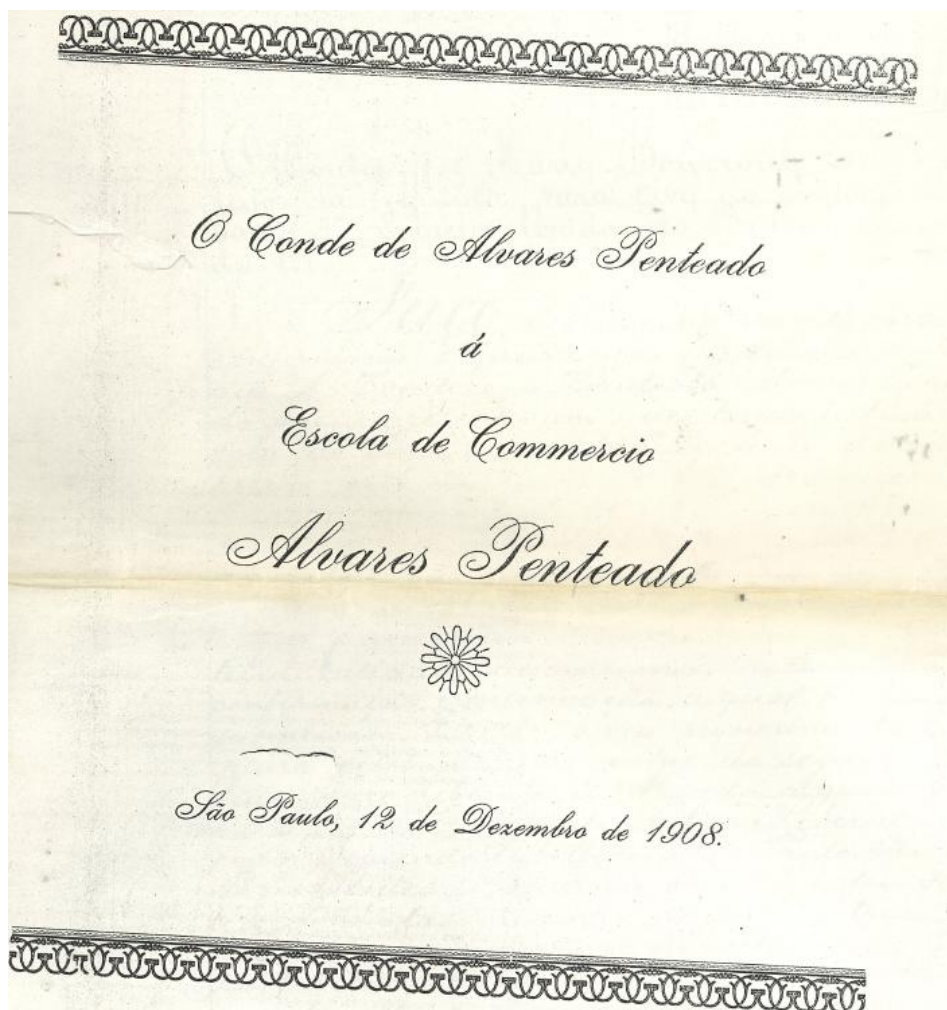 O Conde de Alvares Penteado
á
Escola de Commercio
Alvares Penteado
São Paulo, 12 de Dezembro de 1908.